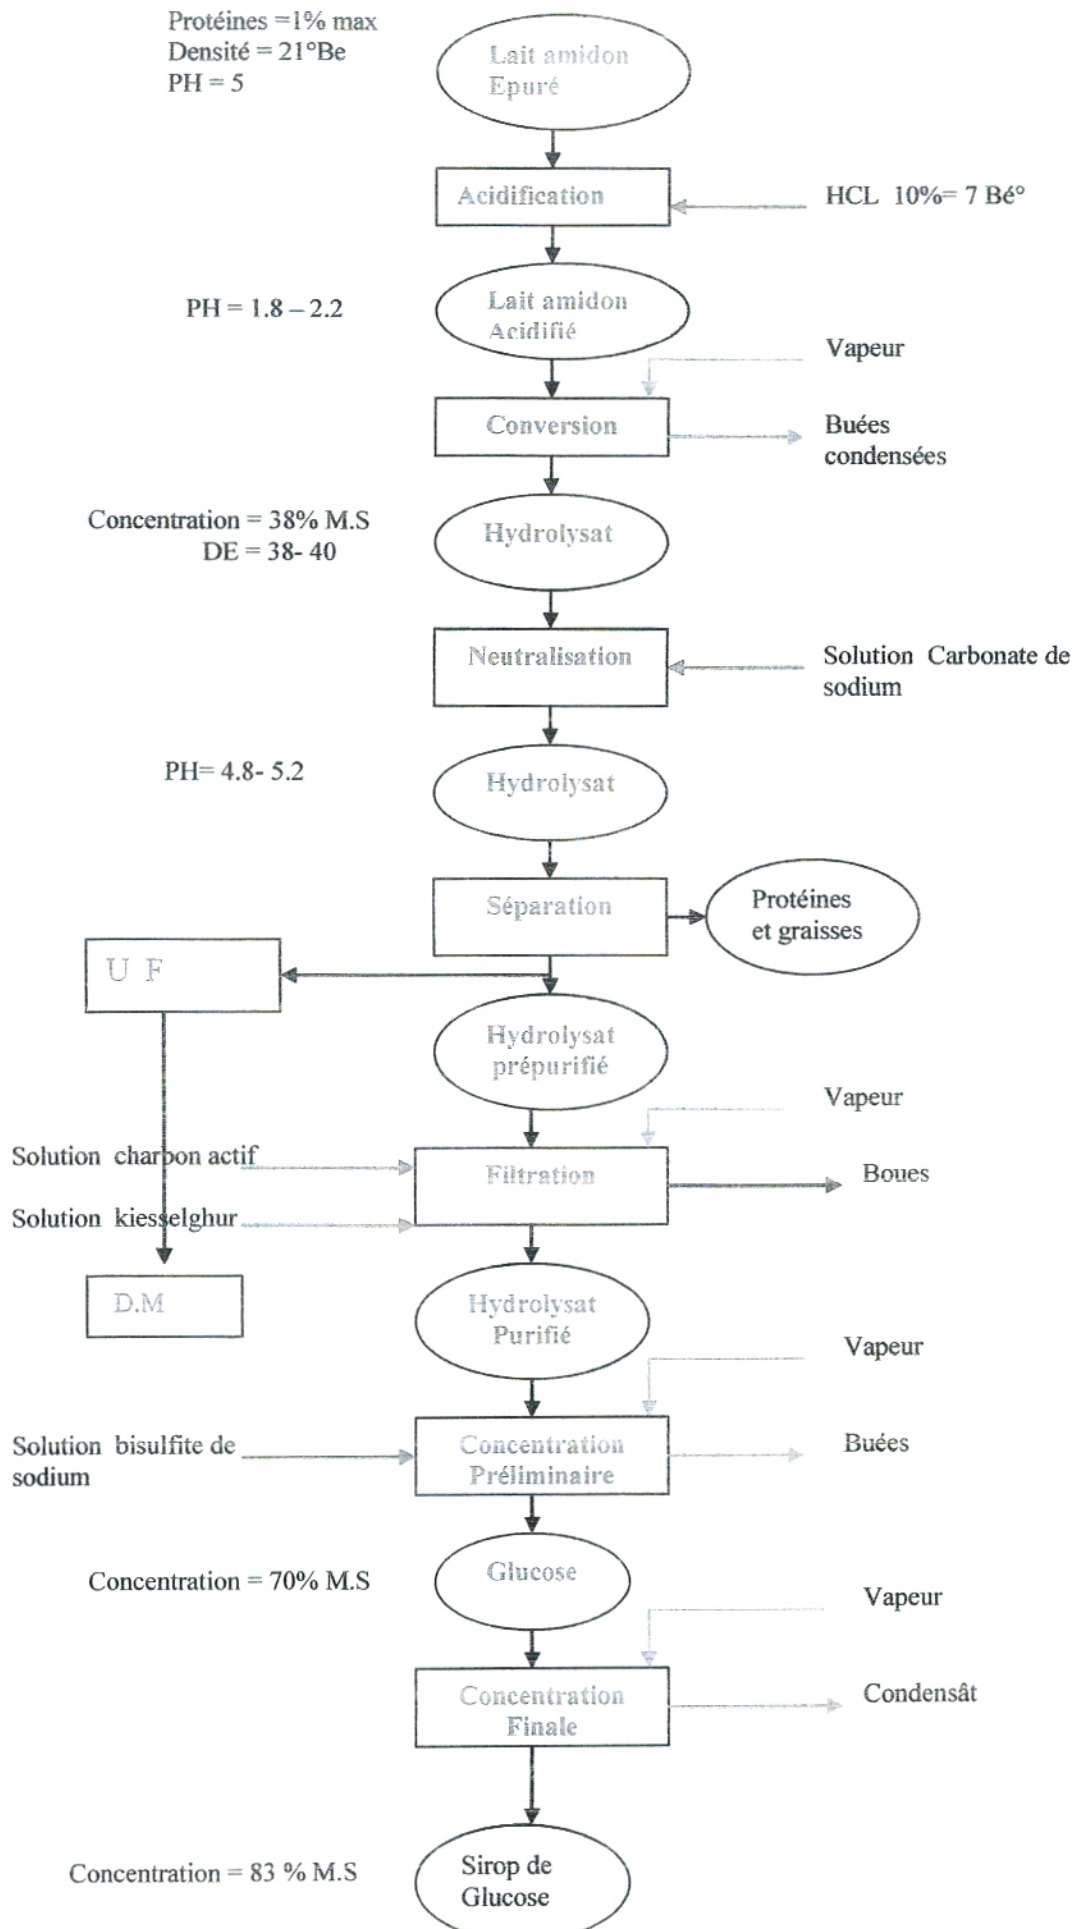 Protéines =1% max
Densité = 21°Be
PH = 5
Lait amidon
Epuré
Acidification
HCL  10%= 7 Bé°
PH = 1.8 – 2.2
Lait amidon
Acidifié
Vapeur
Conversion
Buées
condensées
Concentration = 38% M.S
DE = 38- 40
Hydrolysat
Neutralisation
Solution  Carbonate de
sodium
PH= 4.8- 5.2
Hydrolysat
Séparation
Protéines
et graisses
U  F
Hydrolysat
prépurifié
Vapeur
Solution  charbon actif
Filtration
Boues
Solution  kiesselghur
D.M
Hydrolysat
Purifié
Vapeur
Solution  bisulfite de
sodium
Concentration
Préliminaire
Buées
Concentration = 70% M.S
Glucose
Vapeur
Concentration
Finale
Condensât
Concentration = 83 % M.S
Sirop de
Glucose